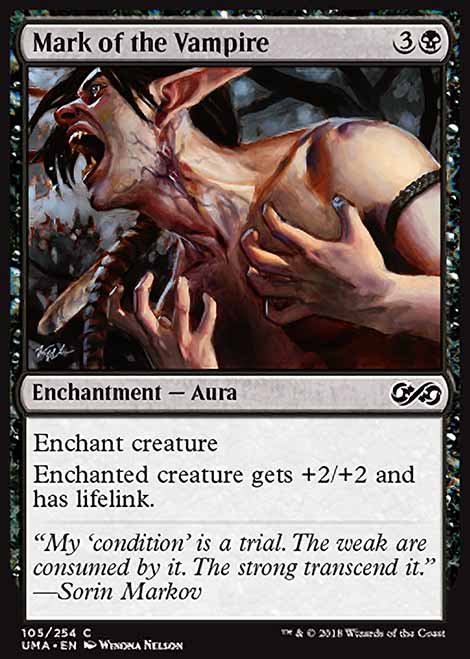 Mark of the Vampire 3
Enchantment — Aura
Enchant creature
Enchanted creature gets +2/+2 and
has lifelink.
“My ‘condition’ is a trial. The weak are
consumed by it. The strong transcend it.”
—Sorin Markov
105/254 C
UMA • EN Winona Nelson
™ & © 2018 Wizards of the Coast